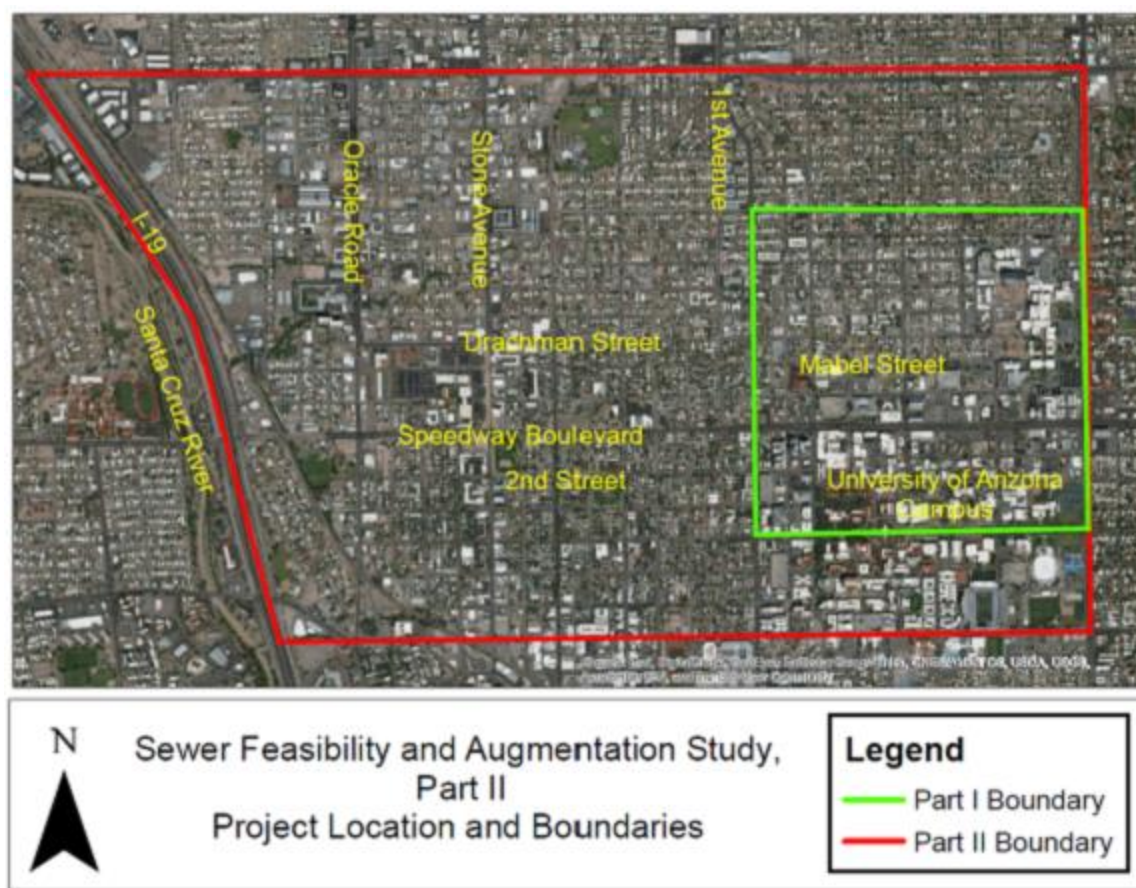 1st Avenue
Stone Avenue
Oracle Road
I-19
Santa Cruz River
Drachman Street
Mabel Street
Speedway Boulevard
2nd Street
University of Arizona
Campus
N
Sewer Feasibility and Augmentation Study,
Part II
Project Location and Boundaries
Legend
Part I Boundary
Part II Boundary